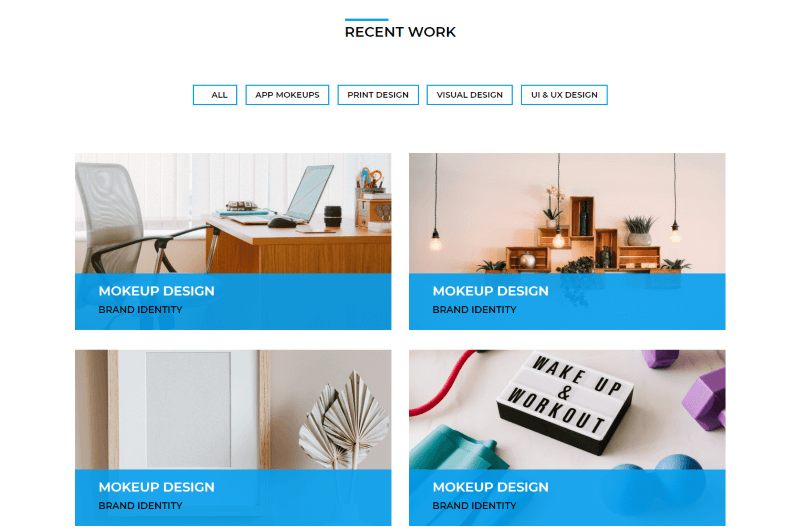 RECENT WORK
ALL APP MOKEUPS PRINT DESIGN VISUAL DESIGN UI & UX DESIGN
MOKEUP DESIGN
BRAND IDENTITY
MOKEUP DESIGN
BRAND IDENTITY
WAKE UP
&
WORKOUT
MOKEUP DESIGN
BRAND IDENTITY
MOKEUP DESIGN
BRAND IDENTITY